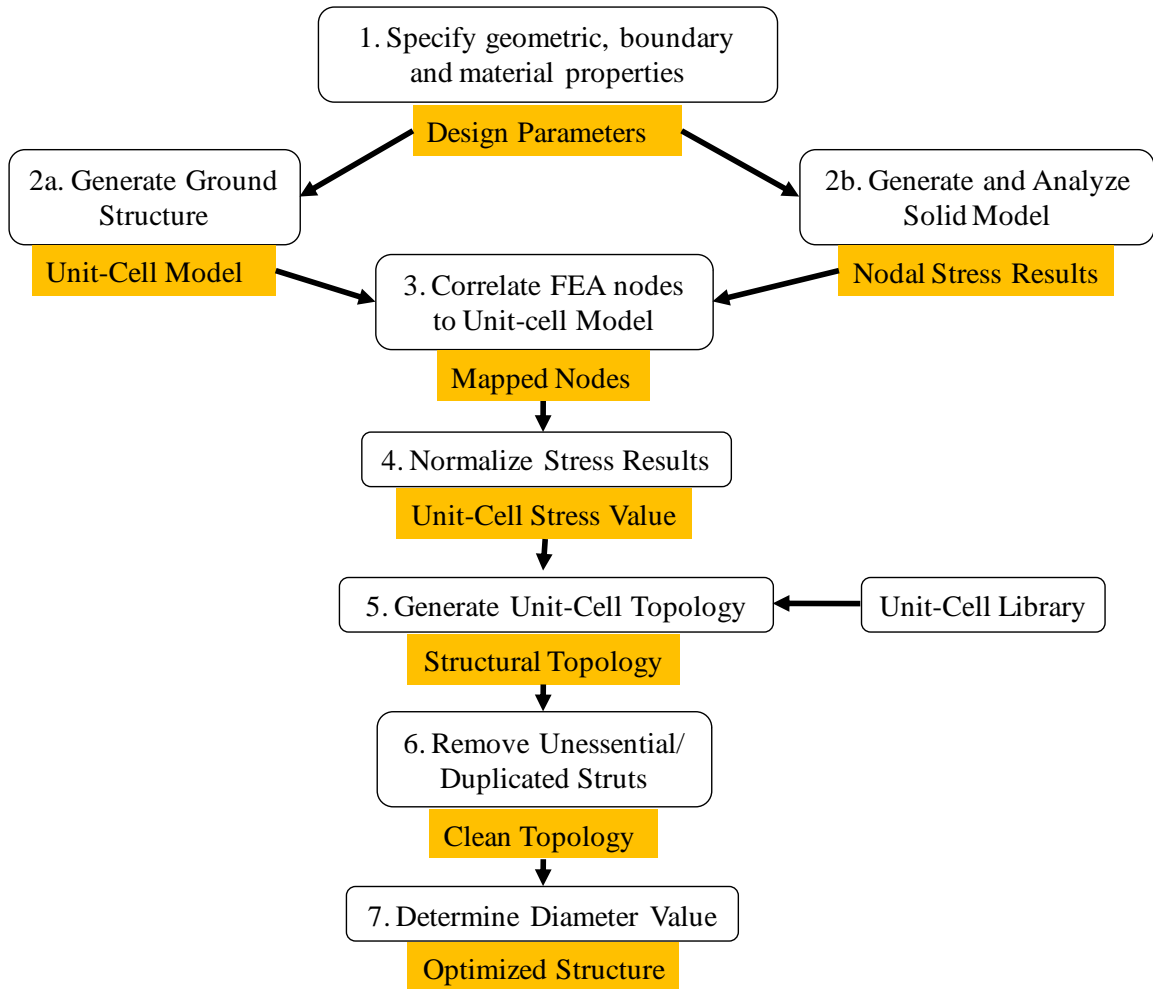 1. Specify geometric, boundary
and material properties
Design Parameters
2a. Generate Ground
Structure
Unit-Cell Model
2b. Generate and Analyze
Solid Model
Nodal Stress Results
3. Correlate FEA nodes
to Unit-cell Model
Mapped Nodes
4. Normalize Stress Results
Unit-Cell Stress Value
5. Generate Unit-Cell Topology
Unit-Cell Library
Structural Topology
6. Remove Unessential/
Duplicated Struts
Clean Topology
7. Determine Diameter Value
Optimized Structure